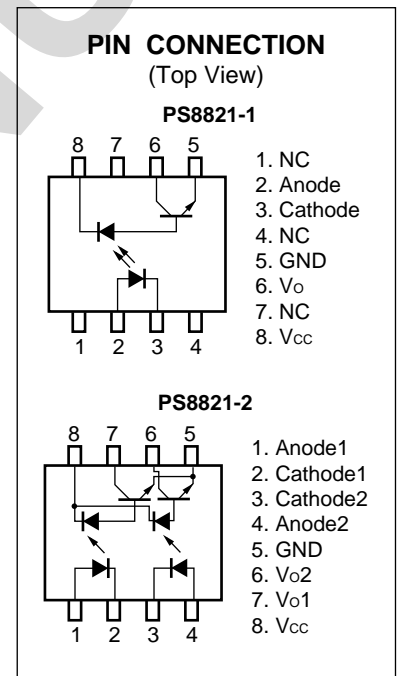 PIN CONNECTION
(Top View)
PS8821-1
8 7 6 5
1. NC
2. Anode
3. Cathode
4. NC
5. GND
6. VO
7. NC
8. VCC
1 2 3 4
PS8821-2
8 7 6 5
1. Anode1
2. Cathode1
3. Cathode2
4. Anode2
5. GND
6. VO2
7. VO1
8. VCC
1 2 3 4